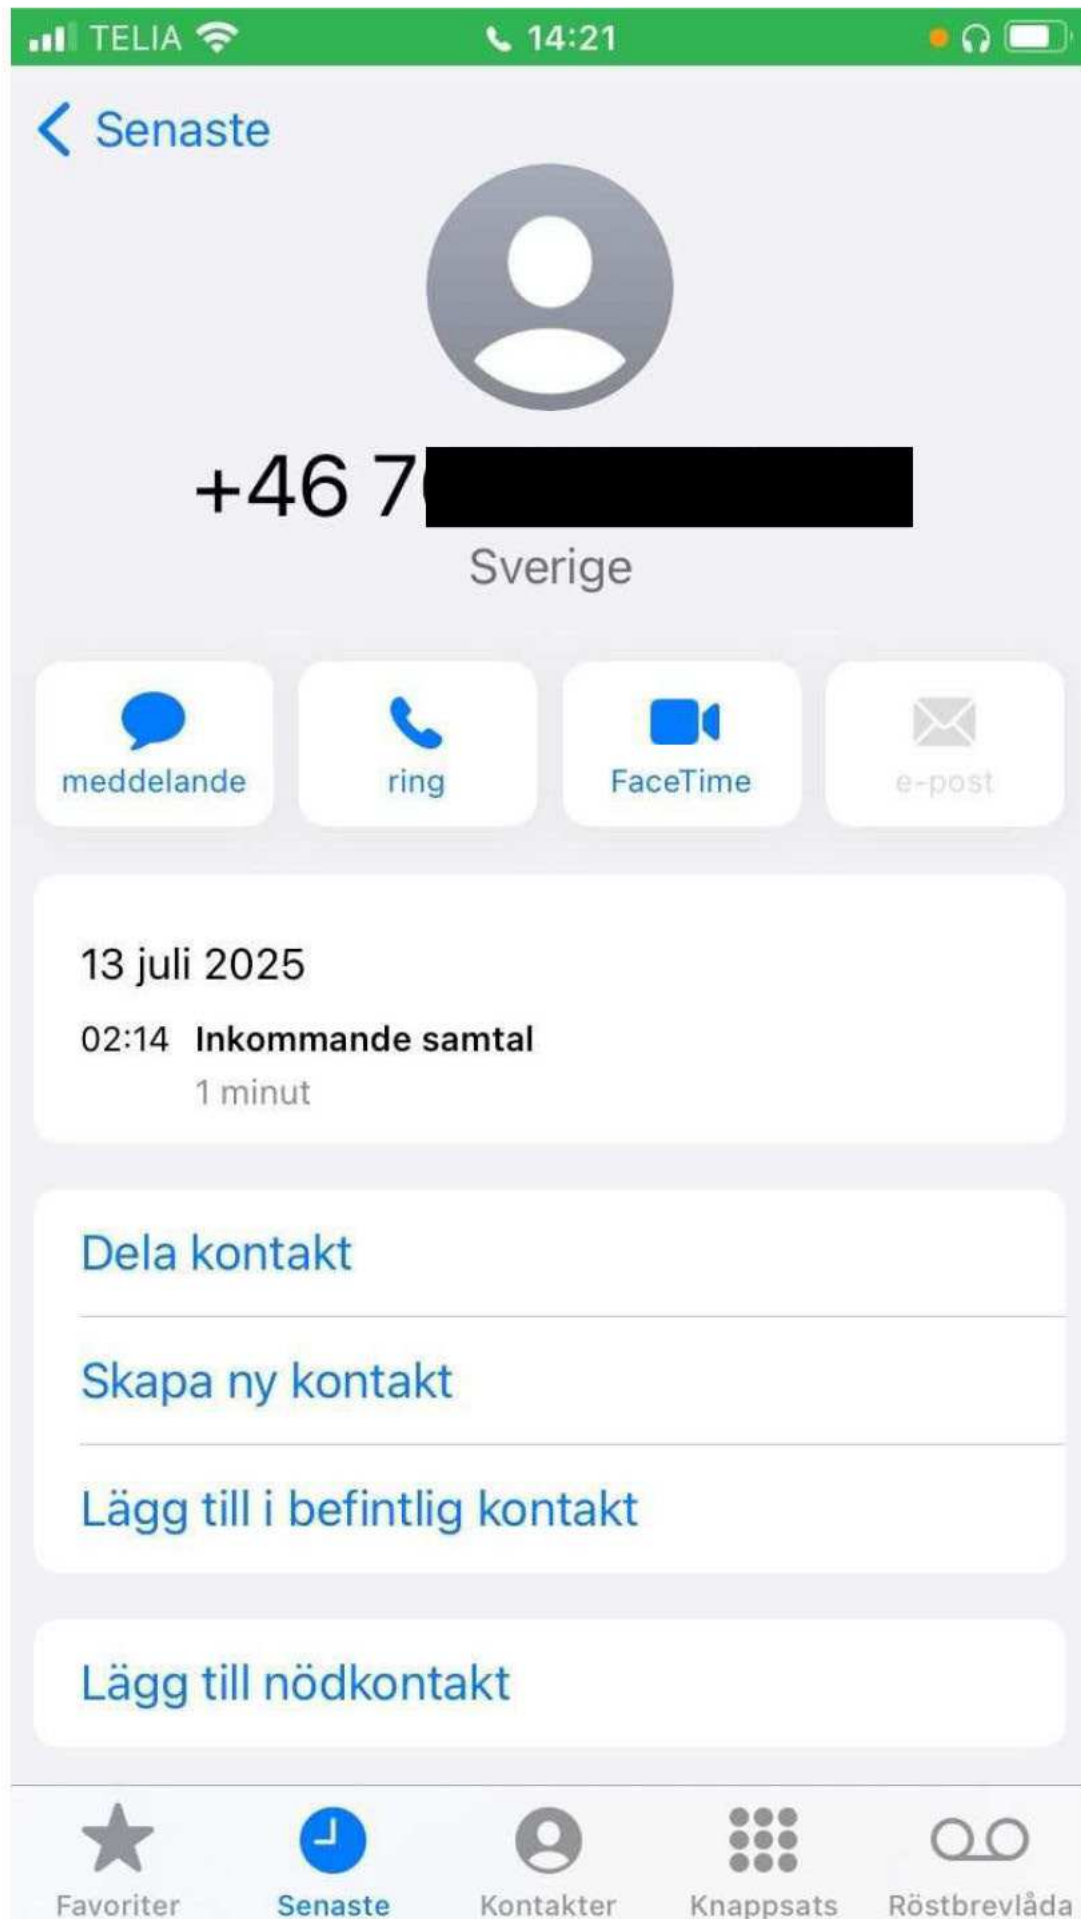 TELIA 14:21
Senaste
+46 7
Sverige
meddelande ring FaceTime e-post
13 juli 2025
02:14 Inkommande samtal
1 minut
Dela kontakt
Skapa ny kontakt
Lägg till i befintlig kontakt
Lägg till nödkontakt
Favoriter Senaste Kontakter Knappsats Röstbrevlåda